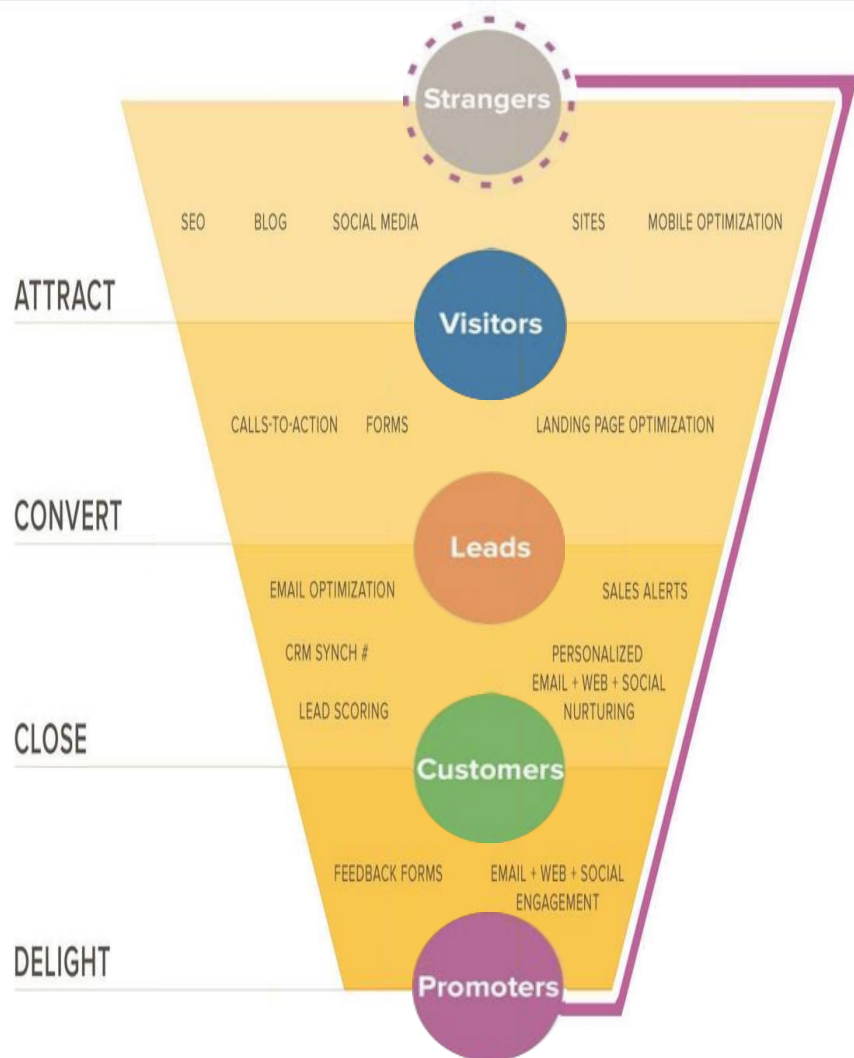 Strangers
SEO BLOG SOCIAL MEDIA SITES MOBILE OPTIMIZATION
ATTRACT
Visitors
CALLS-TO-ACTION FORMS LANDING PAGE OPTIMIZATION
CONVERT
Leads
EMAIL OPTIMIZATION SALES ALERTS
CRM SYNCH #
PERSONALIZED
EMAIL + WEB + SOCIAL
NURTURING
LEAD SCORING
CLOSE
Customers
FEEDBACK FORMS
EMAIL + WEB + SOCIAL
ENGAGEMENT
DELIGHT
Promoters